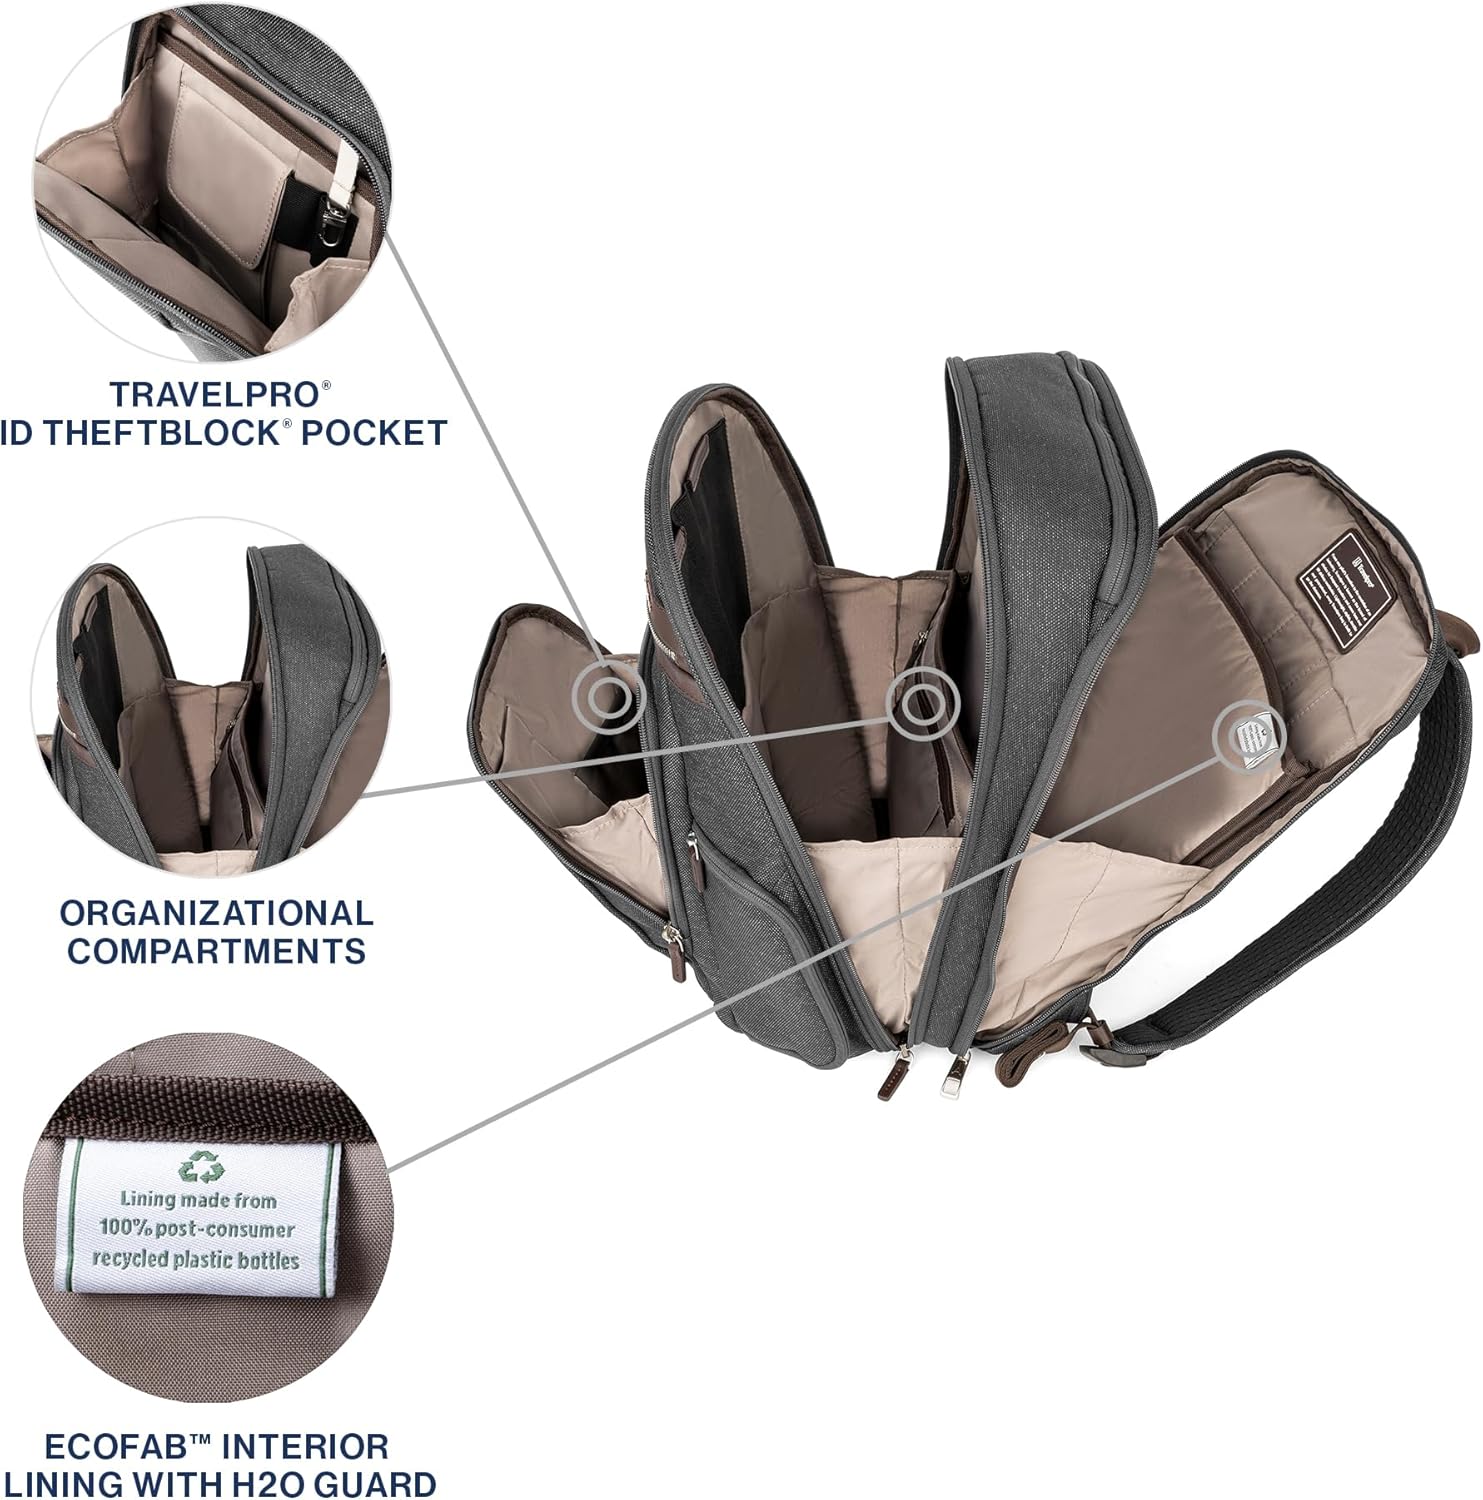 TRAVELPRO®
ID THEFTBLOCK® POCKET
ORGANIZATIONAL
COMPARTMENTS
Lining made from
100% post-consumer
recycled plastic bottles
ECOFAB™ INTERIOR
LINING WITH H2O GUARD
Travelpro®